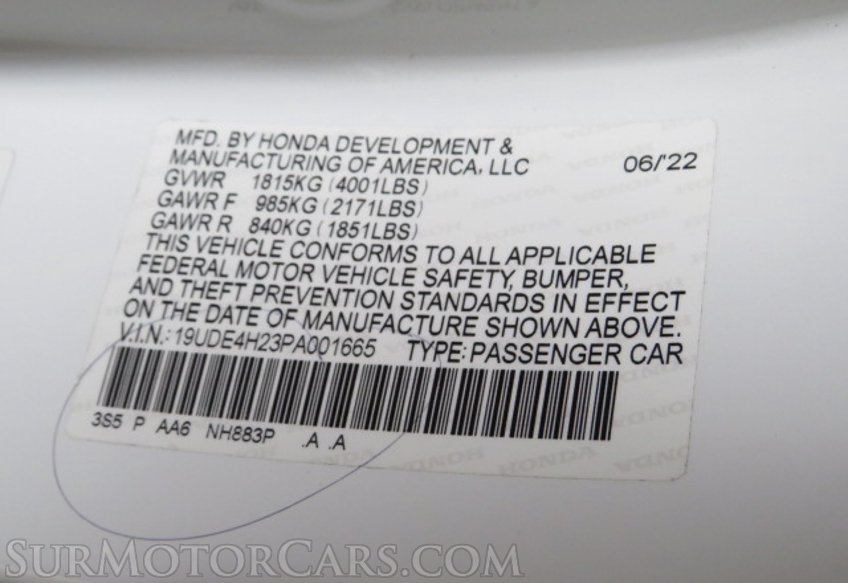 MFD. BY HONDA DEVELOPMENT &
MANUFACTURING OF AMERICA, LLC 06/'22
GVWR 1815KG (4001LBS)
GAWR F 985KG (2171LBS)
GAWR R 840KG (1851LBS)
THIS VEHICLE CONFORMS TO ALL APPLICABLE
FEDERAL MOTOR VEHICLE SAFETY, BUMPER,
AND THEFT PREVENTION STANDARDS IN EFFECT
ON THE DATE OF MANUFACTURE SHOWN ABOVE.
V.I.N.: 19UDE4H23PA001665 TYPE: PASSENGER CAR
3S5 P AA6 NH883P .A .A
HONDA HONDA
SURMOTORCARS.COM